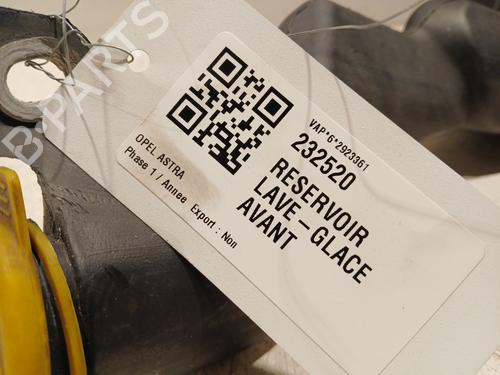 VAP*6*2923361
232520
RESERVOIR
LAVE-GLACE
AVANT
OPEL ASTRA
Phase 1 / Annee Export : Non
B-PARTS